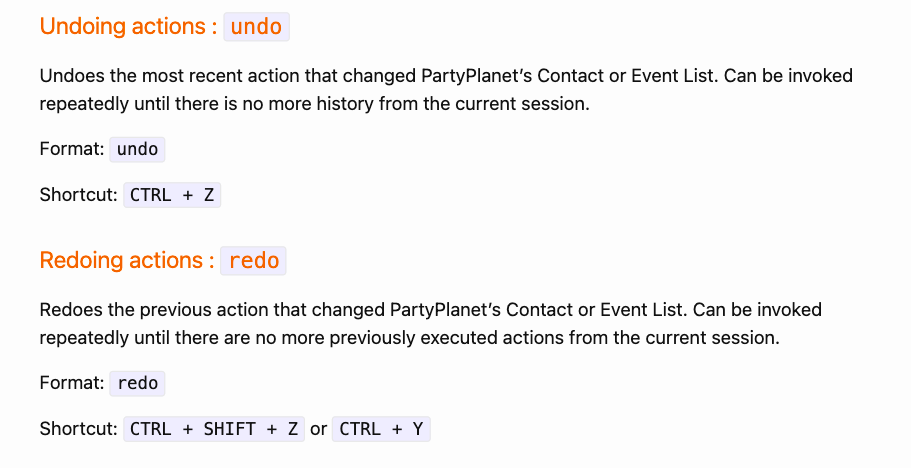 Undoing actions : undo
Undoes the most recent action that changed PartyPlanet’s Contact or Event List. Can be invoked
repeatedly until there is no more history from the current session.
Format: undo
Shortcut: CTRL + Z
Redoing actions : redo
Redoes the previous action that changed PartyPlanet’s Contact or Event List. Can be invoked
repeatedly until there are no more previously executed actions from the current session.
Format: redo
Shortcut: CTRL + SHIFT + Z or CTRL + Y